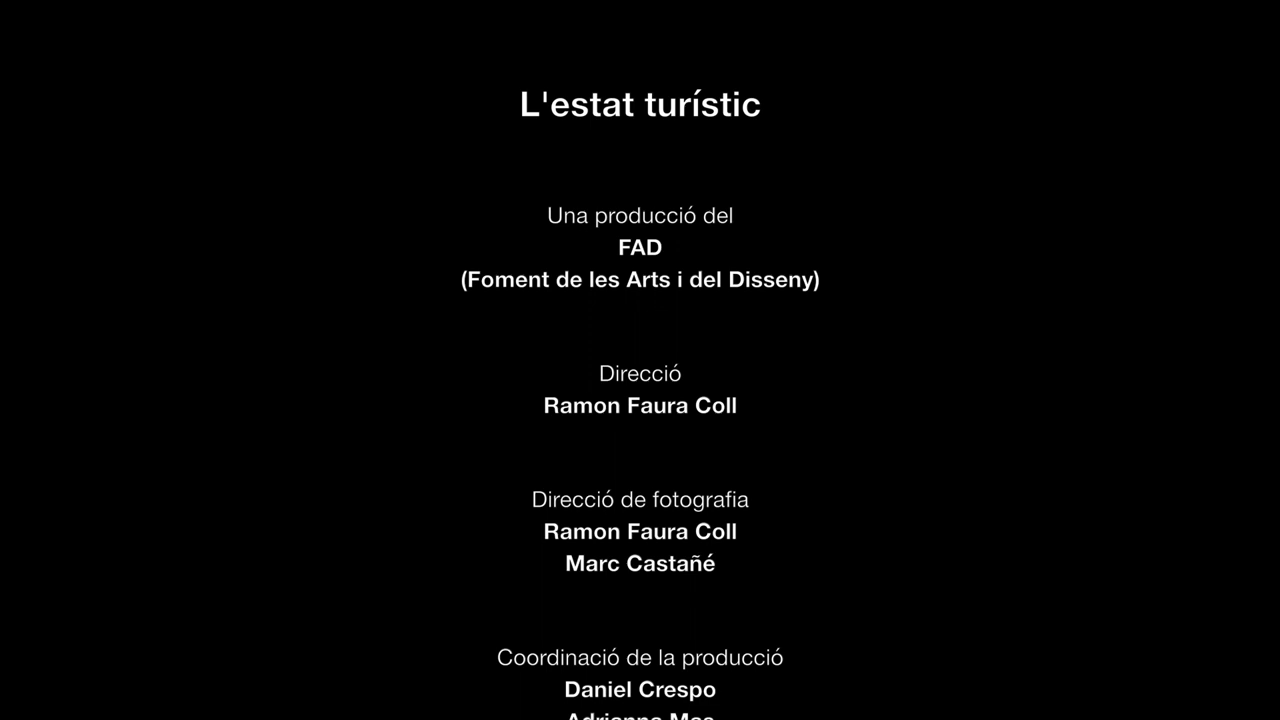 L'estat turístic
Una producció del
FAD
(Foment de les Arts i del Disseny)
Direcció
Ramon Faura Coll
Direcció de fotografia
Ramon Faura Coll
Marc Castañé
Coordinació de la producció
Daniel Crespo